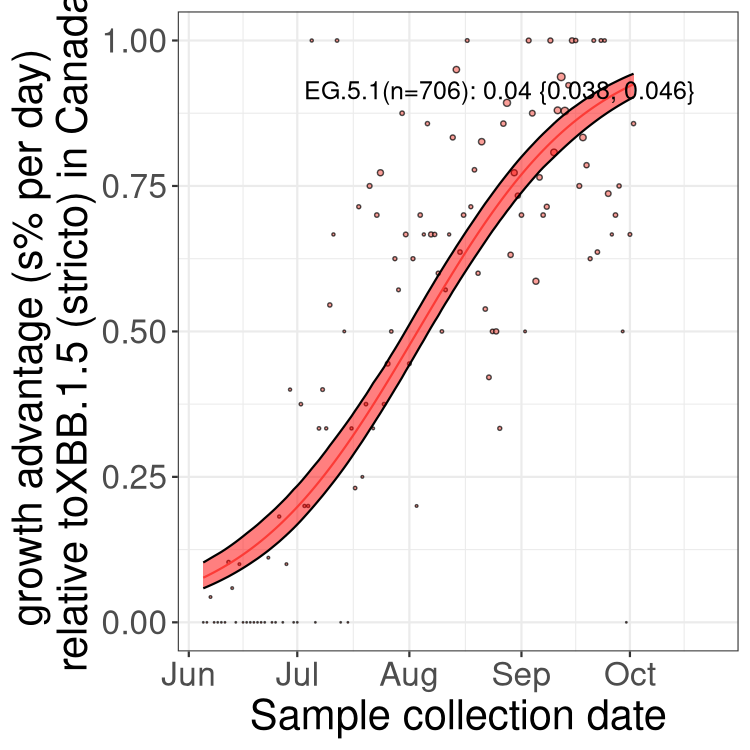 growth advantage (s% per day)
relative toXBB.1.5 (stricto) in Canada
1.00
0.75
0.50
0.25
0.00
EG.5.1(n=706): 0.04 {0.038, 0.046}
Jun Jul Aug Sep Oct
Sample collection date